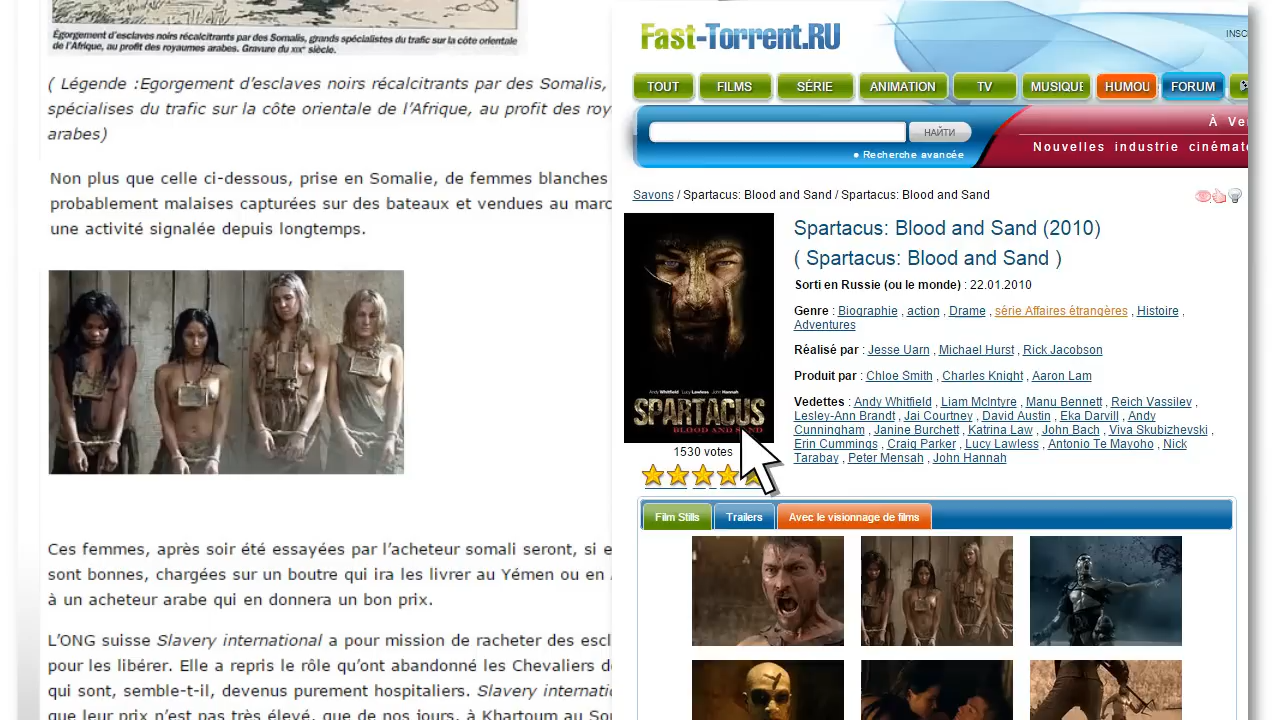 Égorgement d'esclaves noirs récalcitrants par des Somalis, grands spécialistes du trafic sur la côte orientale
de l'Afrique, au profit des royaumes arabes. Gravure du XIXe siècle.
( Légende :Egorgement d'esclaves noirs récalcitrants par des Somalis,
spécialises du trafic sur la côte orientale de l'Afrique, au profit des roy
arabes)
Non plus que celle ci-dessous, prise en Somalie, de femmes blanches
probablement malaises capturées sur des bateaux et vendues au marc
une activité signalée depuis longtemps.
Ces femmes, après soir été essayées par l'acheteur somali seront, si e
sont bonnes, chargées sur un boutre qui ira les livrer au Yémen ou en
à un acheteur arabe qui en donnera un bon prix.
L'ONG suisse Slavery international a pour mission de racheter des escl
pour les libérer. Elle a repris le rôle qu'ont abandonné les Chevaliers d
qui sont, semble-t-il, devenus purement hospitaliers. Slavery internatio
que leur prix n'est pas très élevé, que de nos jours, à Khartoum au So
Fast-Torrent.RU
INSC
TOUT FILMS SÉRIE ANIMATION TV MUSIQUE HUMOU FORUM
НАЙТИ
Recherche avancée
À Ve
Nouvelles industrie cinémato
Savons / Spartacus: Blood and Sand / Spartacus: Blood and Sand
Spartacus: Blood and Sand (2010)
( Spartacus: Blood and Sand )
Sorti en Russie (ou le monde) : 22.01.2010
Genre : Biographie , action , Drame , série Affaires étrangères , Histoire ,
Adventures
Réalisé par : Jesse Uarn , Michael Hurst , Rick Jacobson
Produit par : Chloe Smith , Charles Knight , Aaron Lam
Vedettes : Andy Whitfield , Liam McIntyre , Manu Bennett , Reich Vassilev ,
Lesley-Ann Brandt , Jai Courtney , David Austin , Eka Darvill , Andy
Cunningham , Janine Burchett , Katrina Law , John Bach , Viva Skubizhevski ,
Erin Cummings , Craig Parker , Lucy Lawless , Antonio Te Mayoho , Nick
Tarabay , Peter Mensah , John Hannah
Andy Whitfield Lucy Lawless John Hannah
SPARTACUS
BLOOD AND SAND
1530 votes
Film Stills Trailers Avec le visionnage de films